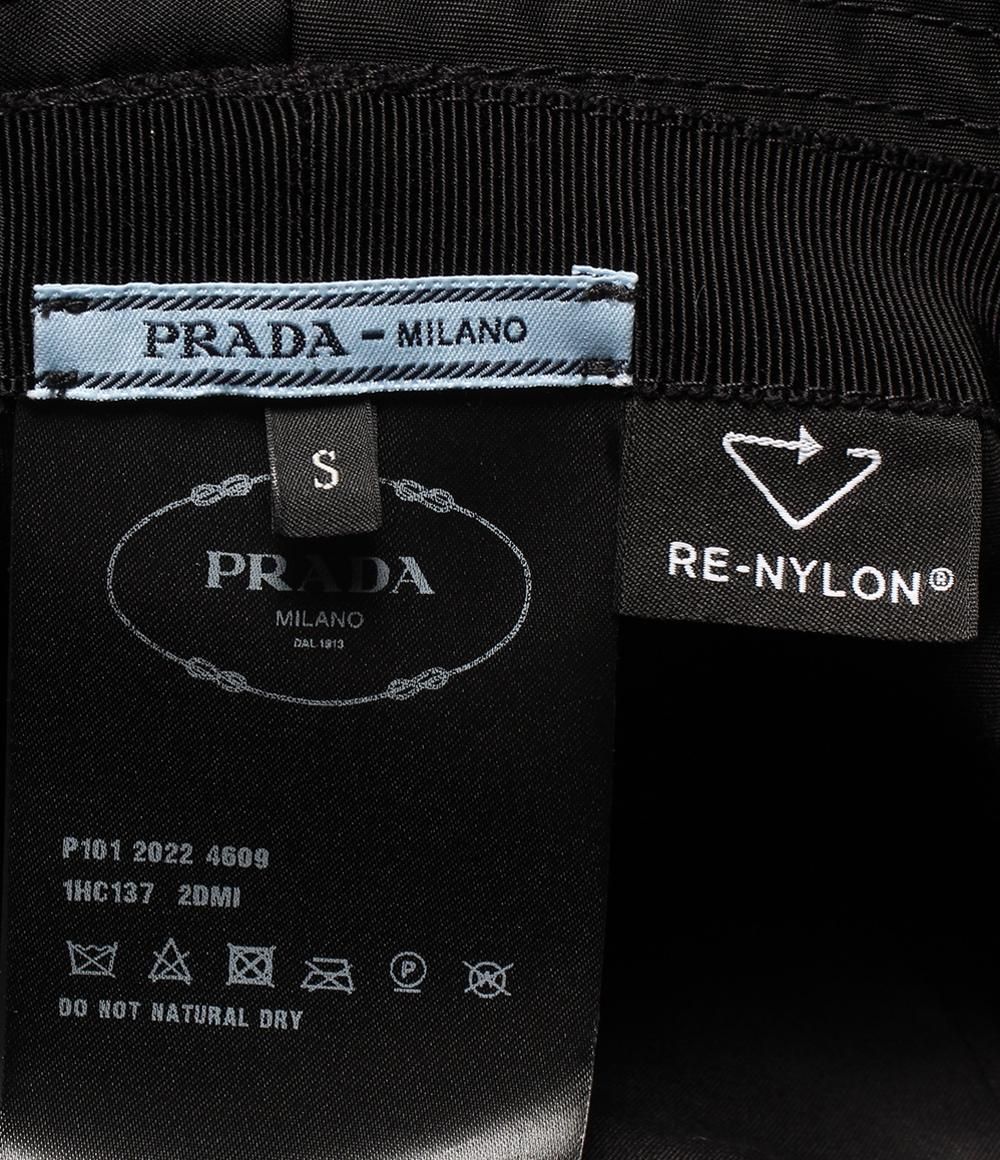 PRADA - MILANO
S
PRADA
MILANO
DAL 1913
RE-NYLON®
P101 2022 4609
1HC137 2DMI
P
W
DO NOT NATURAL DRY